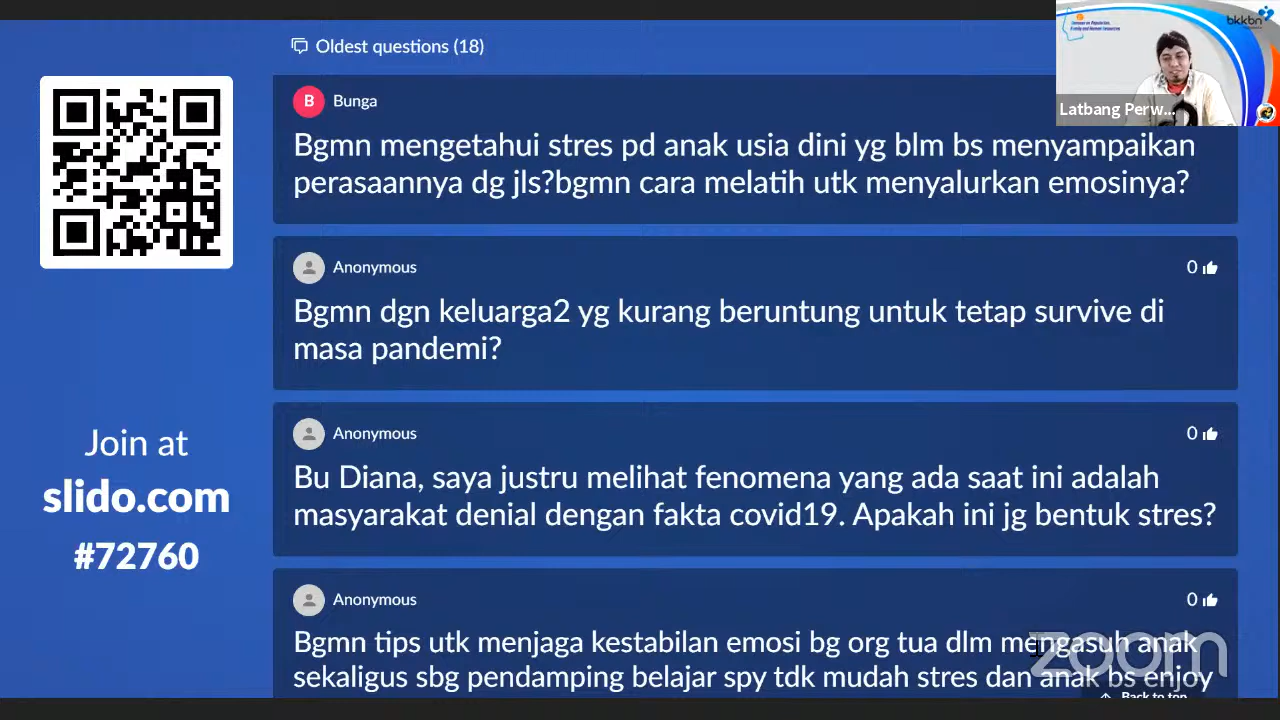 Oldest questions (18)
bkkbn
Latbang Perw...
B
Bunga
Bgmn mengetahui stres pd anak usia dini yg blm bs menyampaikan
perasaannya dg jls?bgmn cara melatih utk menyalurkan emosinya?
Anonymous
0
Bgmn dgn keluarga2 yg kurang beruntung untuk tetap survive di
masa pandemi?
Anonymous
0
Bu Diana, saya justru melihat fenomena yang ada saat ini adalah
masyarakat denial dengan fakta covid19. Apakah ini jg bentuk stres?
Anonymous
0
Bgmn tips utk menjaga kestabilan emosi bg org tua dlm mengasuh anak
sekaligus sbg pendamping belajar spy tdk mudah stres dan anak bs enjoy
Back to top
zoom
Join at
slido.com
#72760